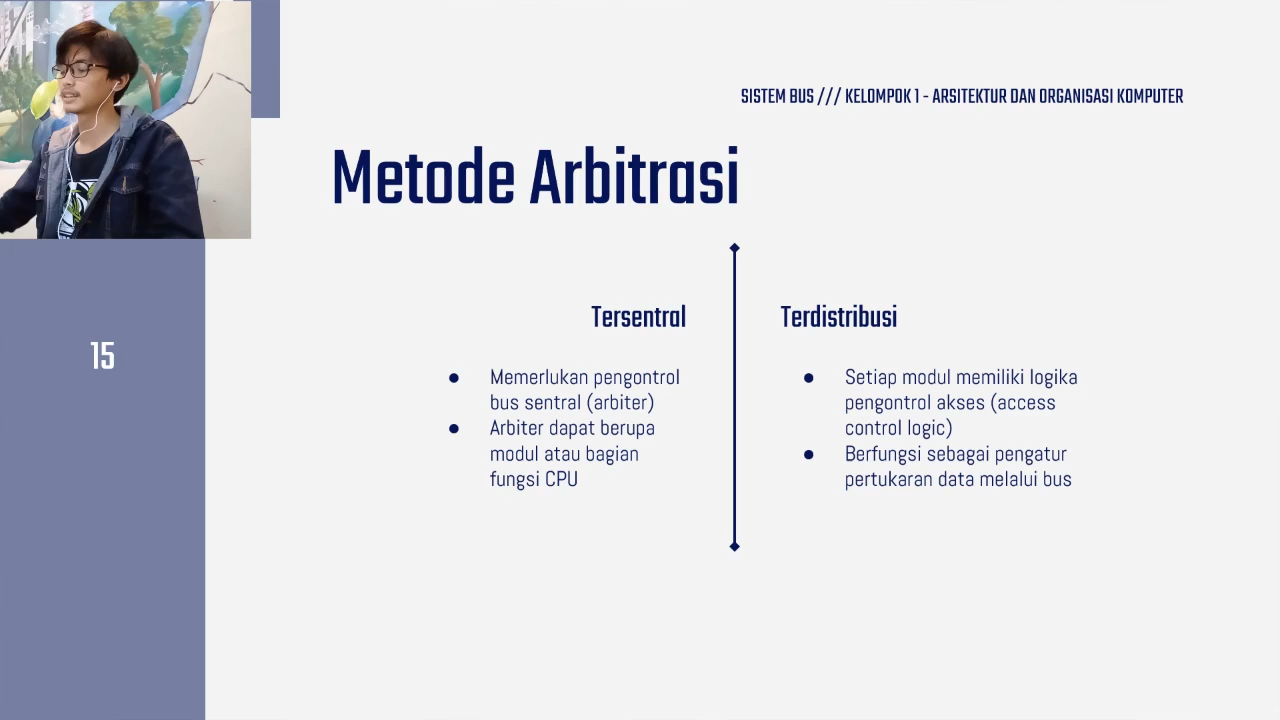 SISTEM BUS /// KELOMPOK 1 - ARSITEKTUR DAN ORGANISASI KOMPUTER
Metode Arbitrasi
15
Tersentral
● Memerlukan pengontrol
bus sentral (arbiter)
● Arbiter dapat berupa
modul atau bagian
fungsi CPU
Terdistribusi
● Setiap modul memiliki logika
pengontrol akses (access
control logic)
● Berfungsi sebagai pengatur
pertukaran data melalui bus